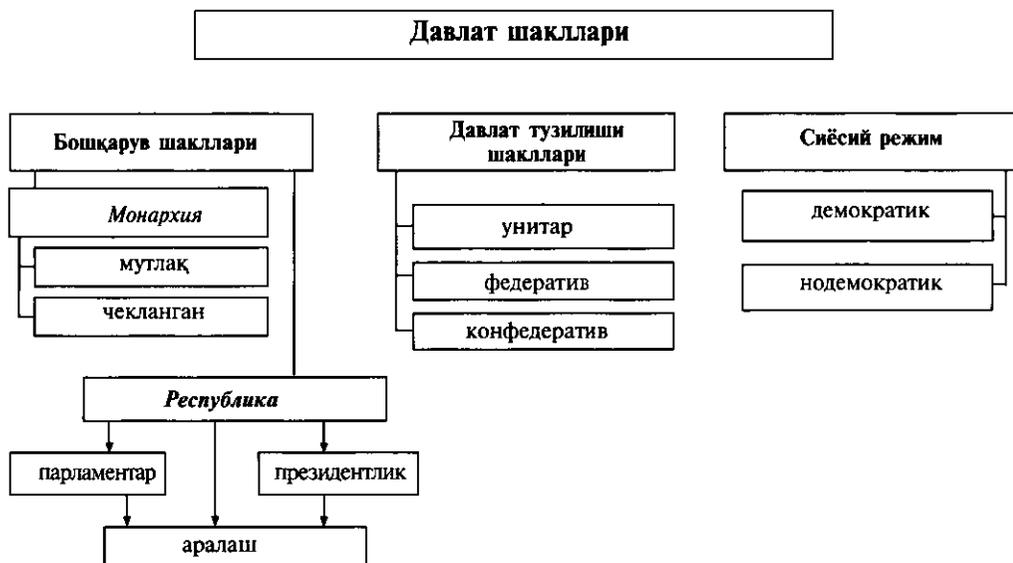 Давлат шакллари
Бошқарув шакллари
Монархия
мутлақ
чекланган
Республика
парламентар
президентлик
аралаш
Давлат тузилиши
шакллари
унитар
федератив
конфедератив
Сиёсий режим
демократик
нодемократик